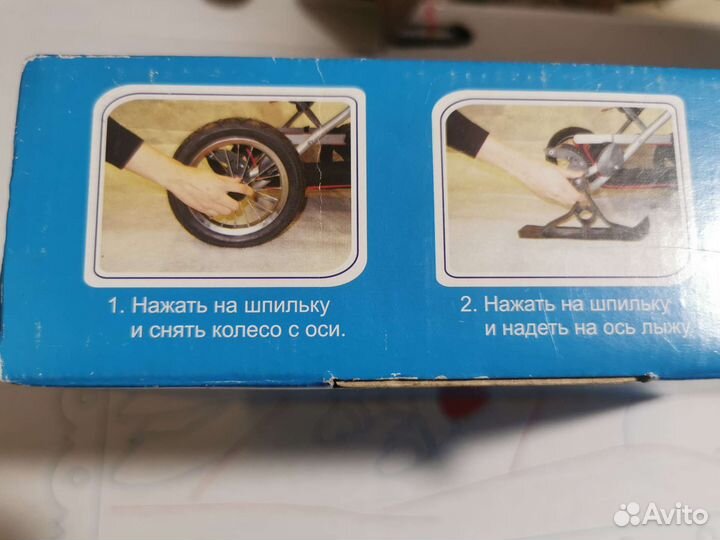 1. Нажать на шпильку
и снять колесо с оси.
2. Нажать на шпильку
и надеть на ось лыжу.
Avito